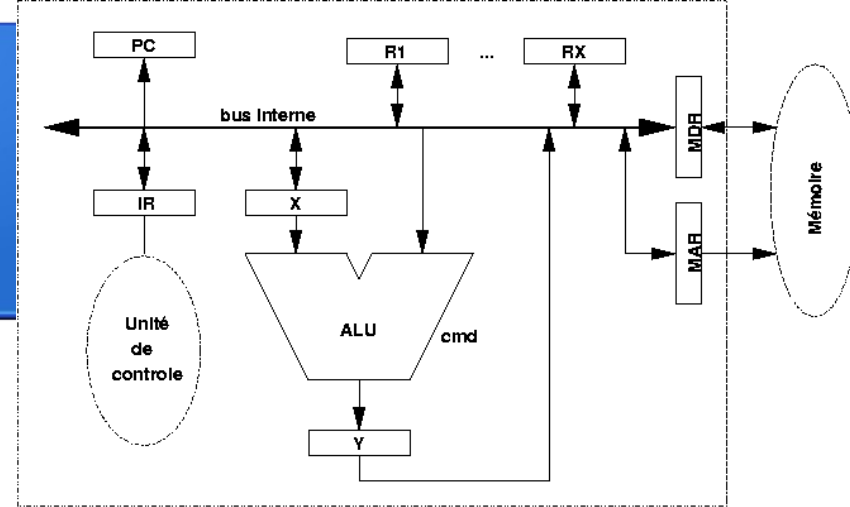 PC
R1
...
RX
bus interne
MDR
IR
X
Mémoire
MAR
Unité
de
controle
ALU
cmd
Y